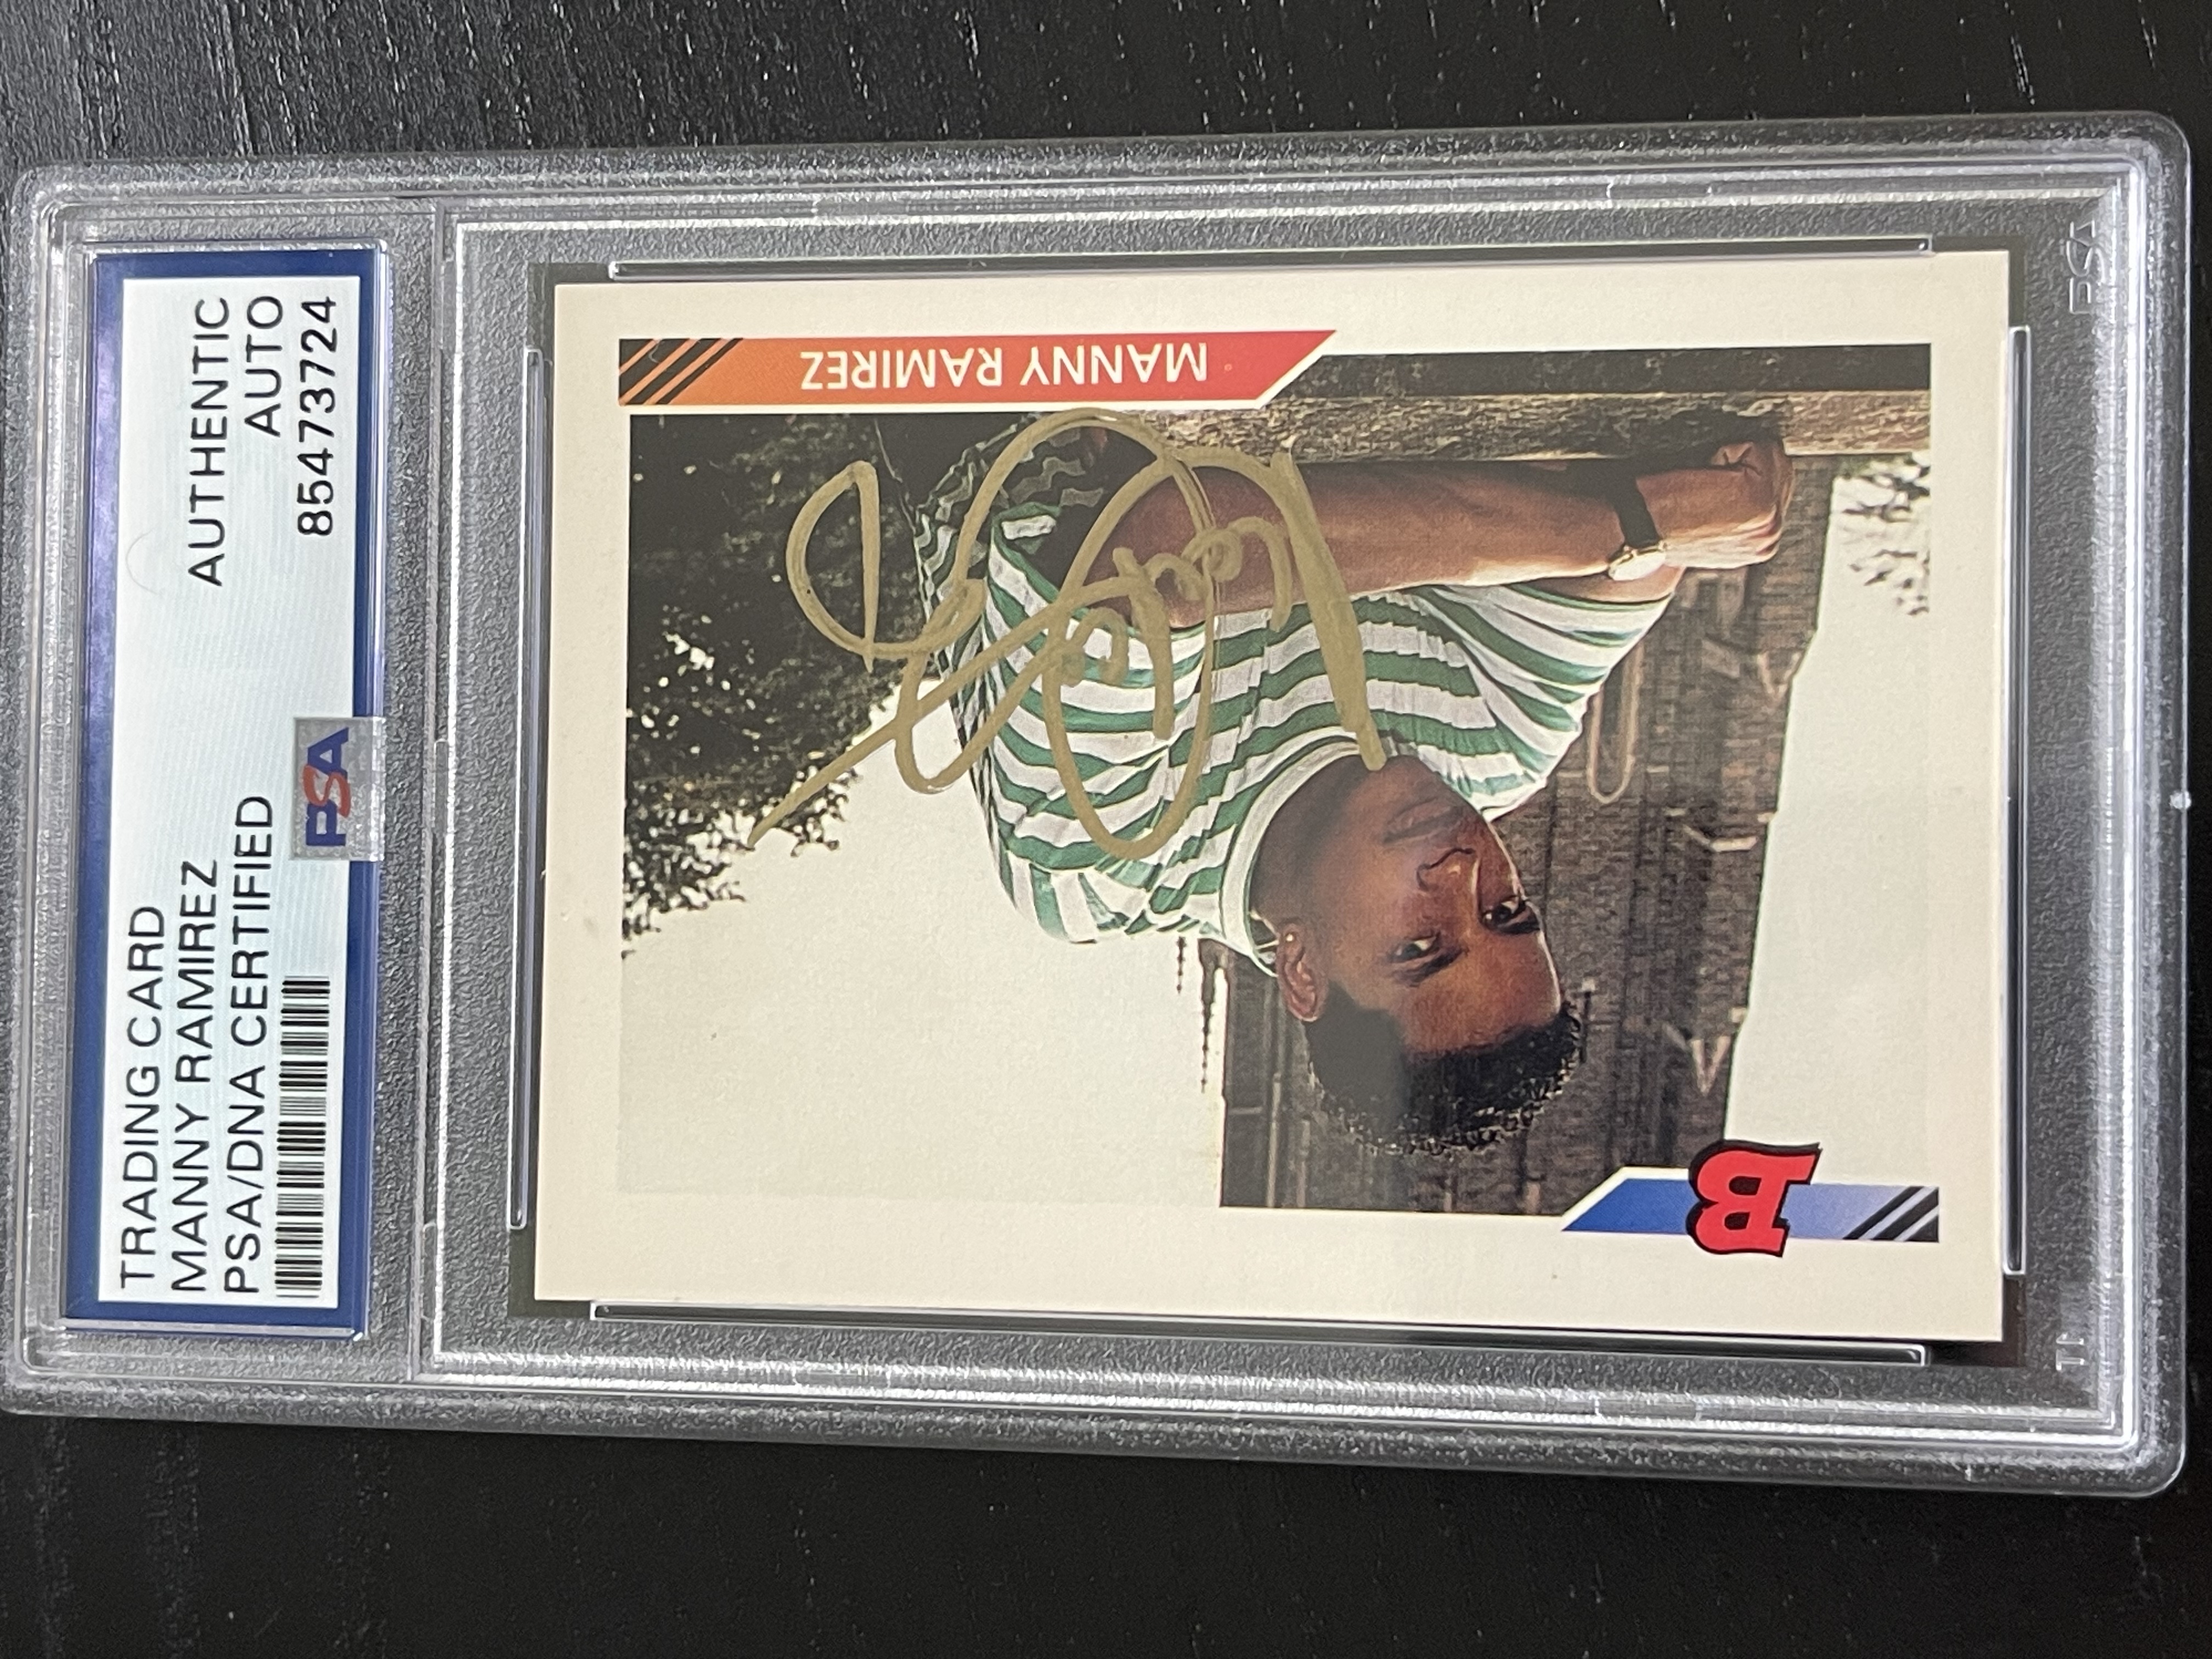 TRADING CARD
MANNY RAMIREZ
PSA/DNA CERTIFIED
AUTHENTIC
AUTO
85473724
PSA
MANNY RAMIREZ
B
PSA